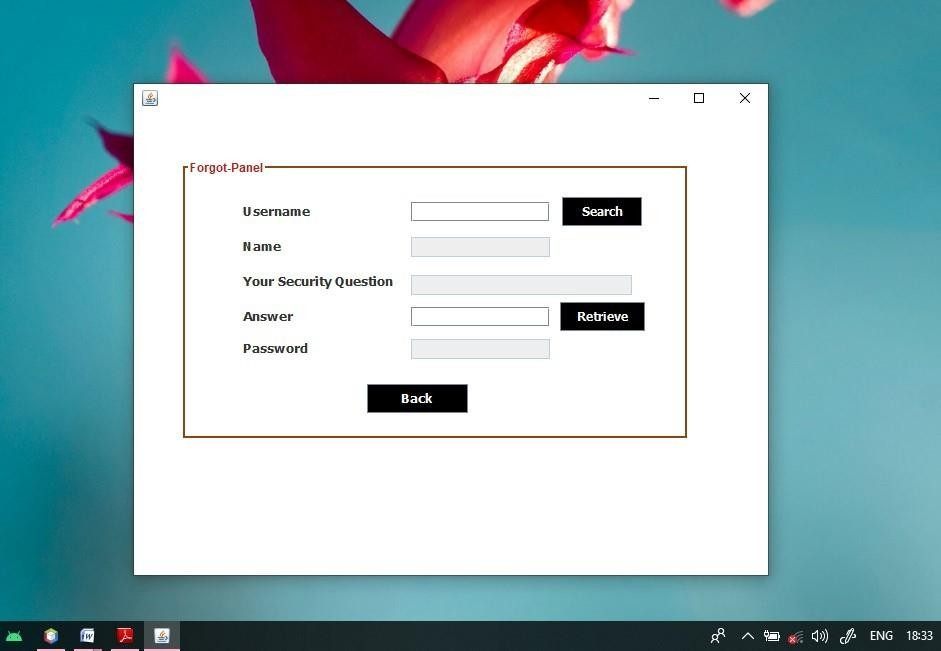 Forgot-Panel
Username
Search
Name
Your Security Question
Answer
Retrieve
Password
Back
ENG 18:33